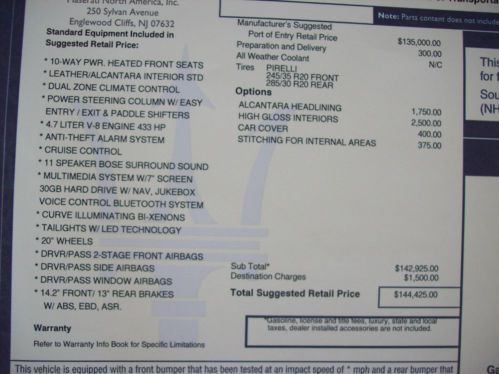 Maserati North America, Inc.
250 Sylvan Avenue
Englewood Cliffs, NJ 07632
Standard Equipment Included in
Suggested Retail Price:
* 10-WAY PWR. HEATED FRONT SEATS
* LEATHER/ALCANTARA INTERIOR STD
* DUAL ZONE CLIMATE CONTROL
* POWER STEERING COLUMN W/ EASY
ENTRY / EXIT & PADDLE SHIFTERS
* 4.7 LITER V-8 ENGINE 433 HP
* ANTI-THEFT ALARM SYSTEM
* CRUISE CONTROL
* 11 SPEAKER BOSE SURROUND SOUND
* MULTIMEDIA SYSTEM W/7" SCREEN
30GB HARD DRIVE W/ NAV, JUKEBOX
VOICE CONTROL BLUETOOTH SYSTEM
* CURVE ILLUMINATING BI-XENONS
* TAILIGHTS W/ LED TECHNOLOGY
* 20" WHEELS
* DRVR/PASS 2-STAGE FRONT AIRBAGS
* DRVR/PASS SIDE AIRBAGS
* DRVR/PASS WINDOW AIRBAGS
* 14.2" FRONT/ 13" REAR BRAKES
W/ ABS, EBD, ASR.
Warranty
Refer to Warranty Info Book for Specific Limitations
Manufacturer's Suggested
Port of Entry Retail Price $135,000.00
Preparation and Delivery 300.00
All Weather Coolant N/C
Tires PIRELLI
245/35 R20 FRONT
285/30 R20 REAR
Options
ALCANTARA HEADLINING 1,750.00
HIGH GLOSS INTERIORS 2,500.00
CAR COVER 400.00
STITCHING FOR INTERNAL AREAS 375.00
Sub Total* $142,925.00
Destination Charges $1,500.00
Total Suggested Retail Price $144,425.00
*Gasoline, license and title fees, luxury, state and local
taxes, dealer installed accessories are not included.
This vehicle is equipped with a front bumper that has been tested at an impact speed of * mph and a rear bumper that
Note: Parts content does not include
This
for f
Sou
(NH